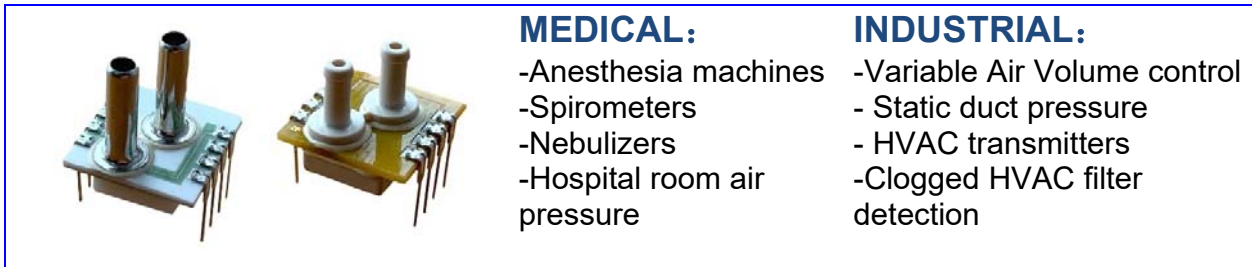 MEDICAL：
-Anesthesia machines
-Spirometers
-Nebulizers
-Hospital room air
pressure
INDUSTRIAL：
-Variable Air Volume control
- Static duct pressure
- HVAC transmitters
-Clogged HVAC filter
detection